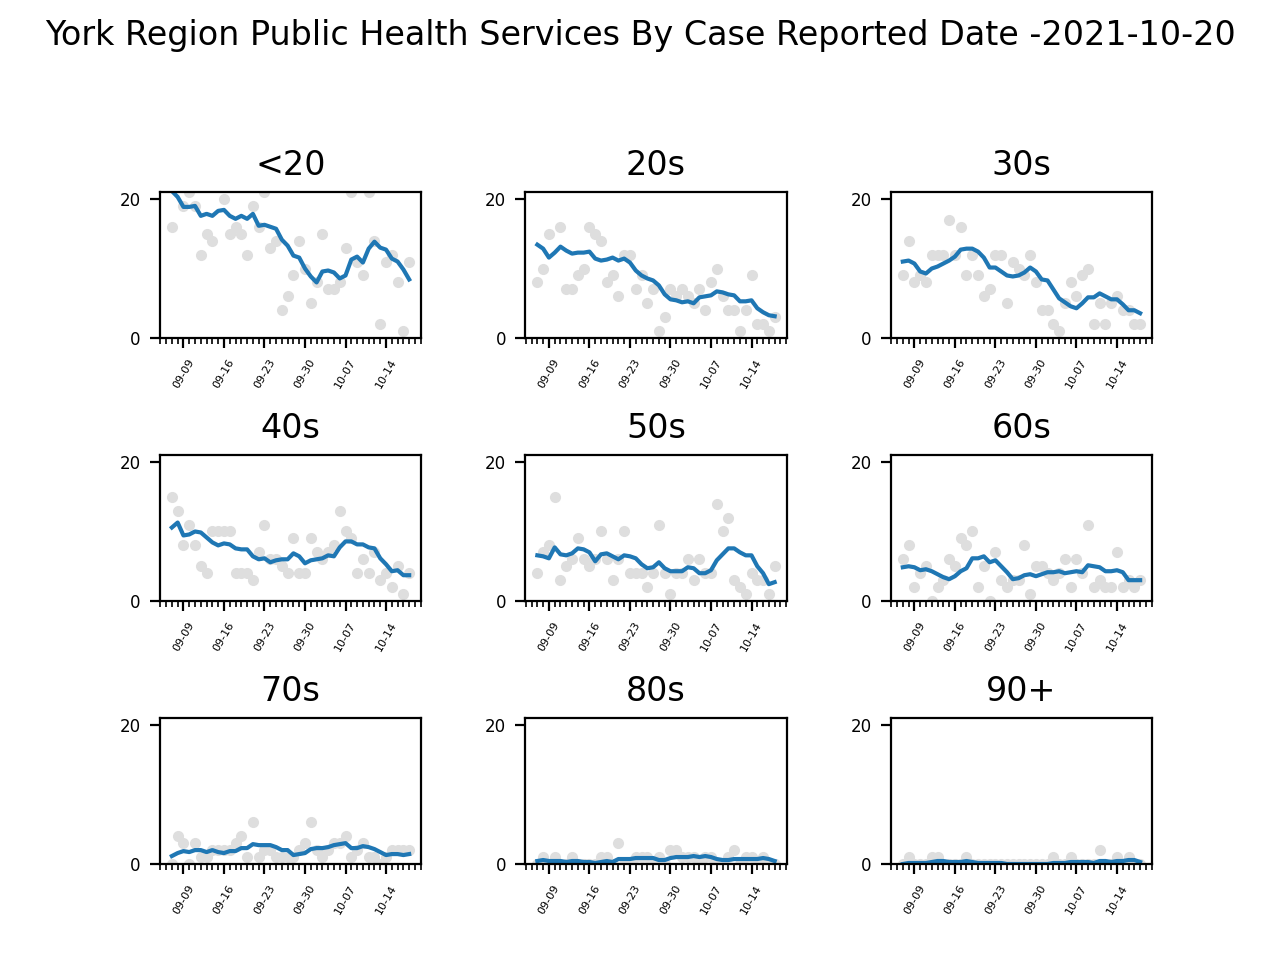 York Region Public Health Services By Case Reported Date -2021-10-20
<20 20s 30s
20 20 20
0 0 0
09-09 09-16 09-23 09-30 10-07 10-14 09-09 09-16 09-23 09-30 10-07 10-14 09-09 09-16 09-23 09-30 10-07 10-14
40s 50s 60s
20 20 20
0 0 0
09-09 09-16 09-23 09-30 10-07 10-14 09-09 09-16 09-23 09-30 10-07 10-14 09-09 09-16 09-23 09-30 10-07 10-14
70s 80s 90+
20 20 20
0 0 0
09-09 09-16 09-23 09-30 10-07 10-14 09-09 09-16 09-23 09-30 10-07 10-14 09-09 09-16 09-23 09-30 10-07 10-14